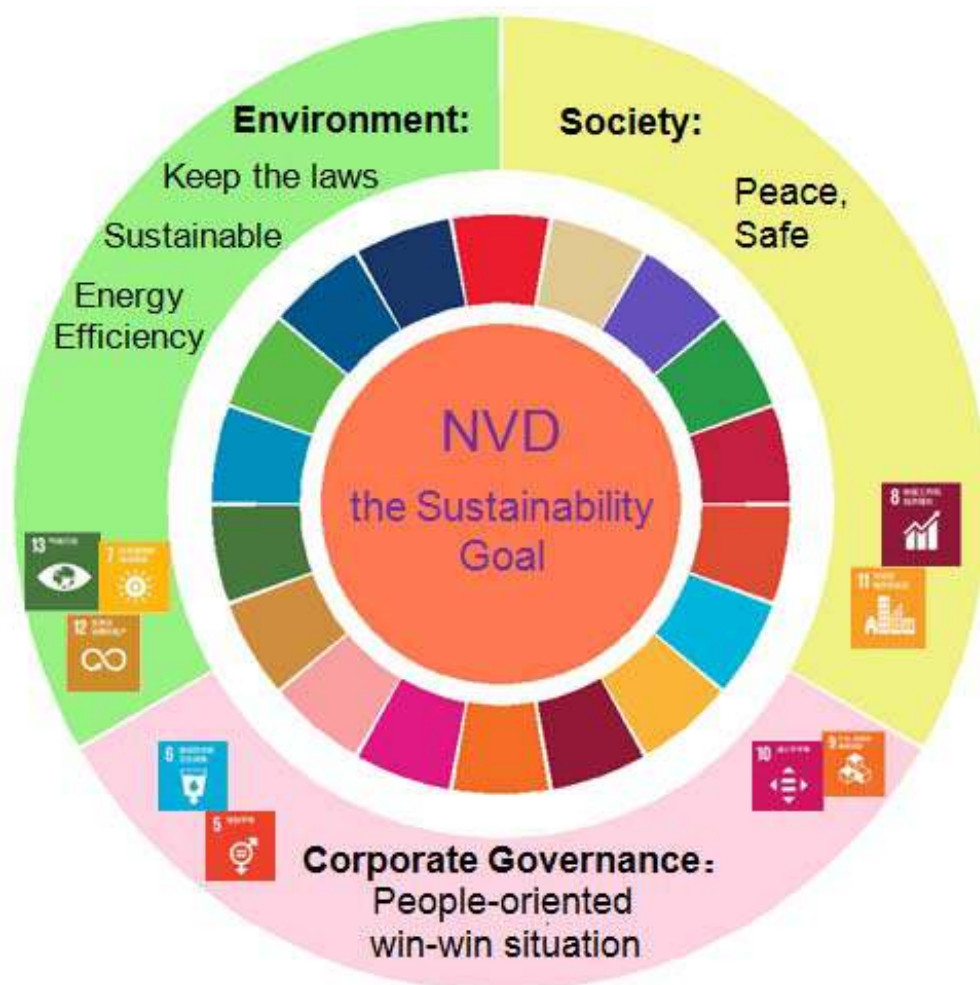 Environment:
Keep the laws
Sustainable
Energy
Efficiency
Society:
Peace,
Safe
NVD
the Sustainability
Goal
13
7
12
8
11
6
5
10
9
Corporate Governance：
People-oriented
win-win situation